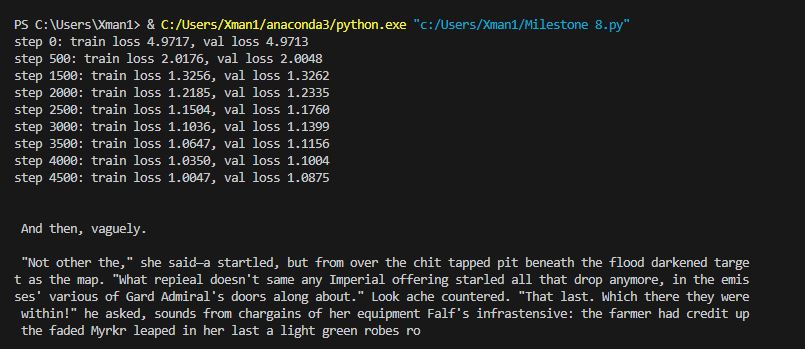 PS C:\Users\Xman1> & C:/Users/Xman1/anaconda3/python.exe "c:/Users/Xman1/Milestone 8.py"
step 0: train loss 4.9717, val loss 4.9713
step 500: train loss 2.0176, val loss 2.0048
step 1500: train loss 1.3256, val loss 1.3262
step 2000: train loss 1.2185, val loss 1.2335
step 2500: train loss 1.1504, val loss 1.1760
step 3000: train loss 1.1036, val loss 1.1399
step 3500: train loss 1.0647, val loss 1.1156
step 4000: train loss 1.0350, val loss 1.1004
step 4500: train loss 1.0047, val loss 1.0875
And then, vaguely.
"Not other the," she said—a startled, but from over the chit tapped pit beneath the flood darkened targe
t as the map. "What repieal doesn't same any Imperial offering starled all that drop anymore, in the emis
ses' various of Gard Admiral's doors along about." Look ache countered. "That last. Which there they were
within!" he asked, sounds from chargains of her equipment Falf's infrastensive: the farmer had credit up
the faded Myrkr leaped in her last a light green robes ro